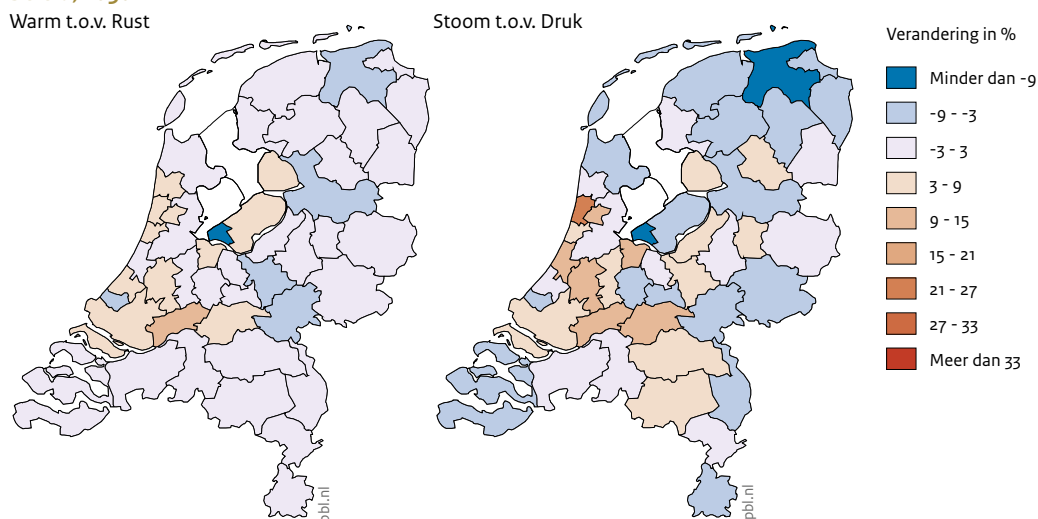 Warm t.o.v. Rust
Stoom t.o.v. Druk
Verandering in %
Minder dan -9
-9 - -3
-3 - 3
3 - 9
9 - 15
15 - 21
21 - 27
27 - 33
Meer dan 33
pbl.nl
pbl.nl